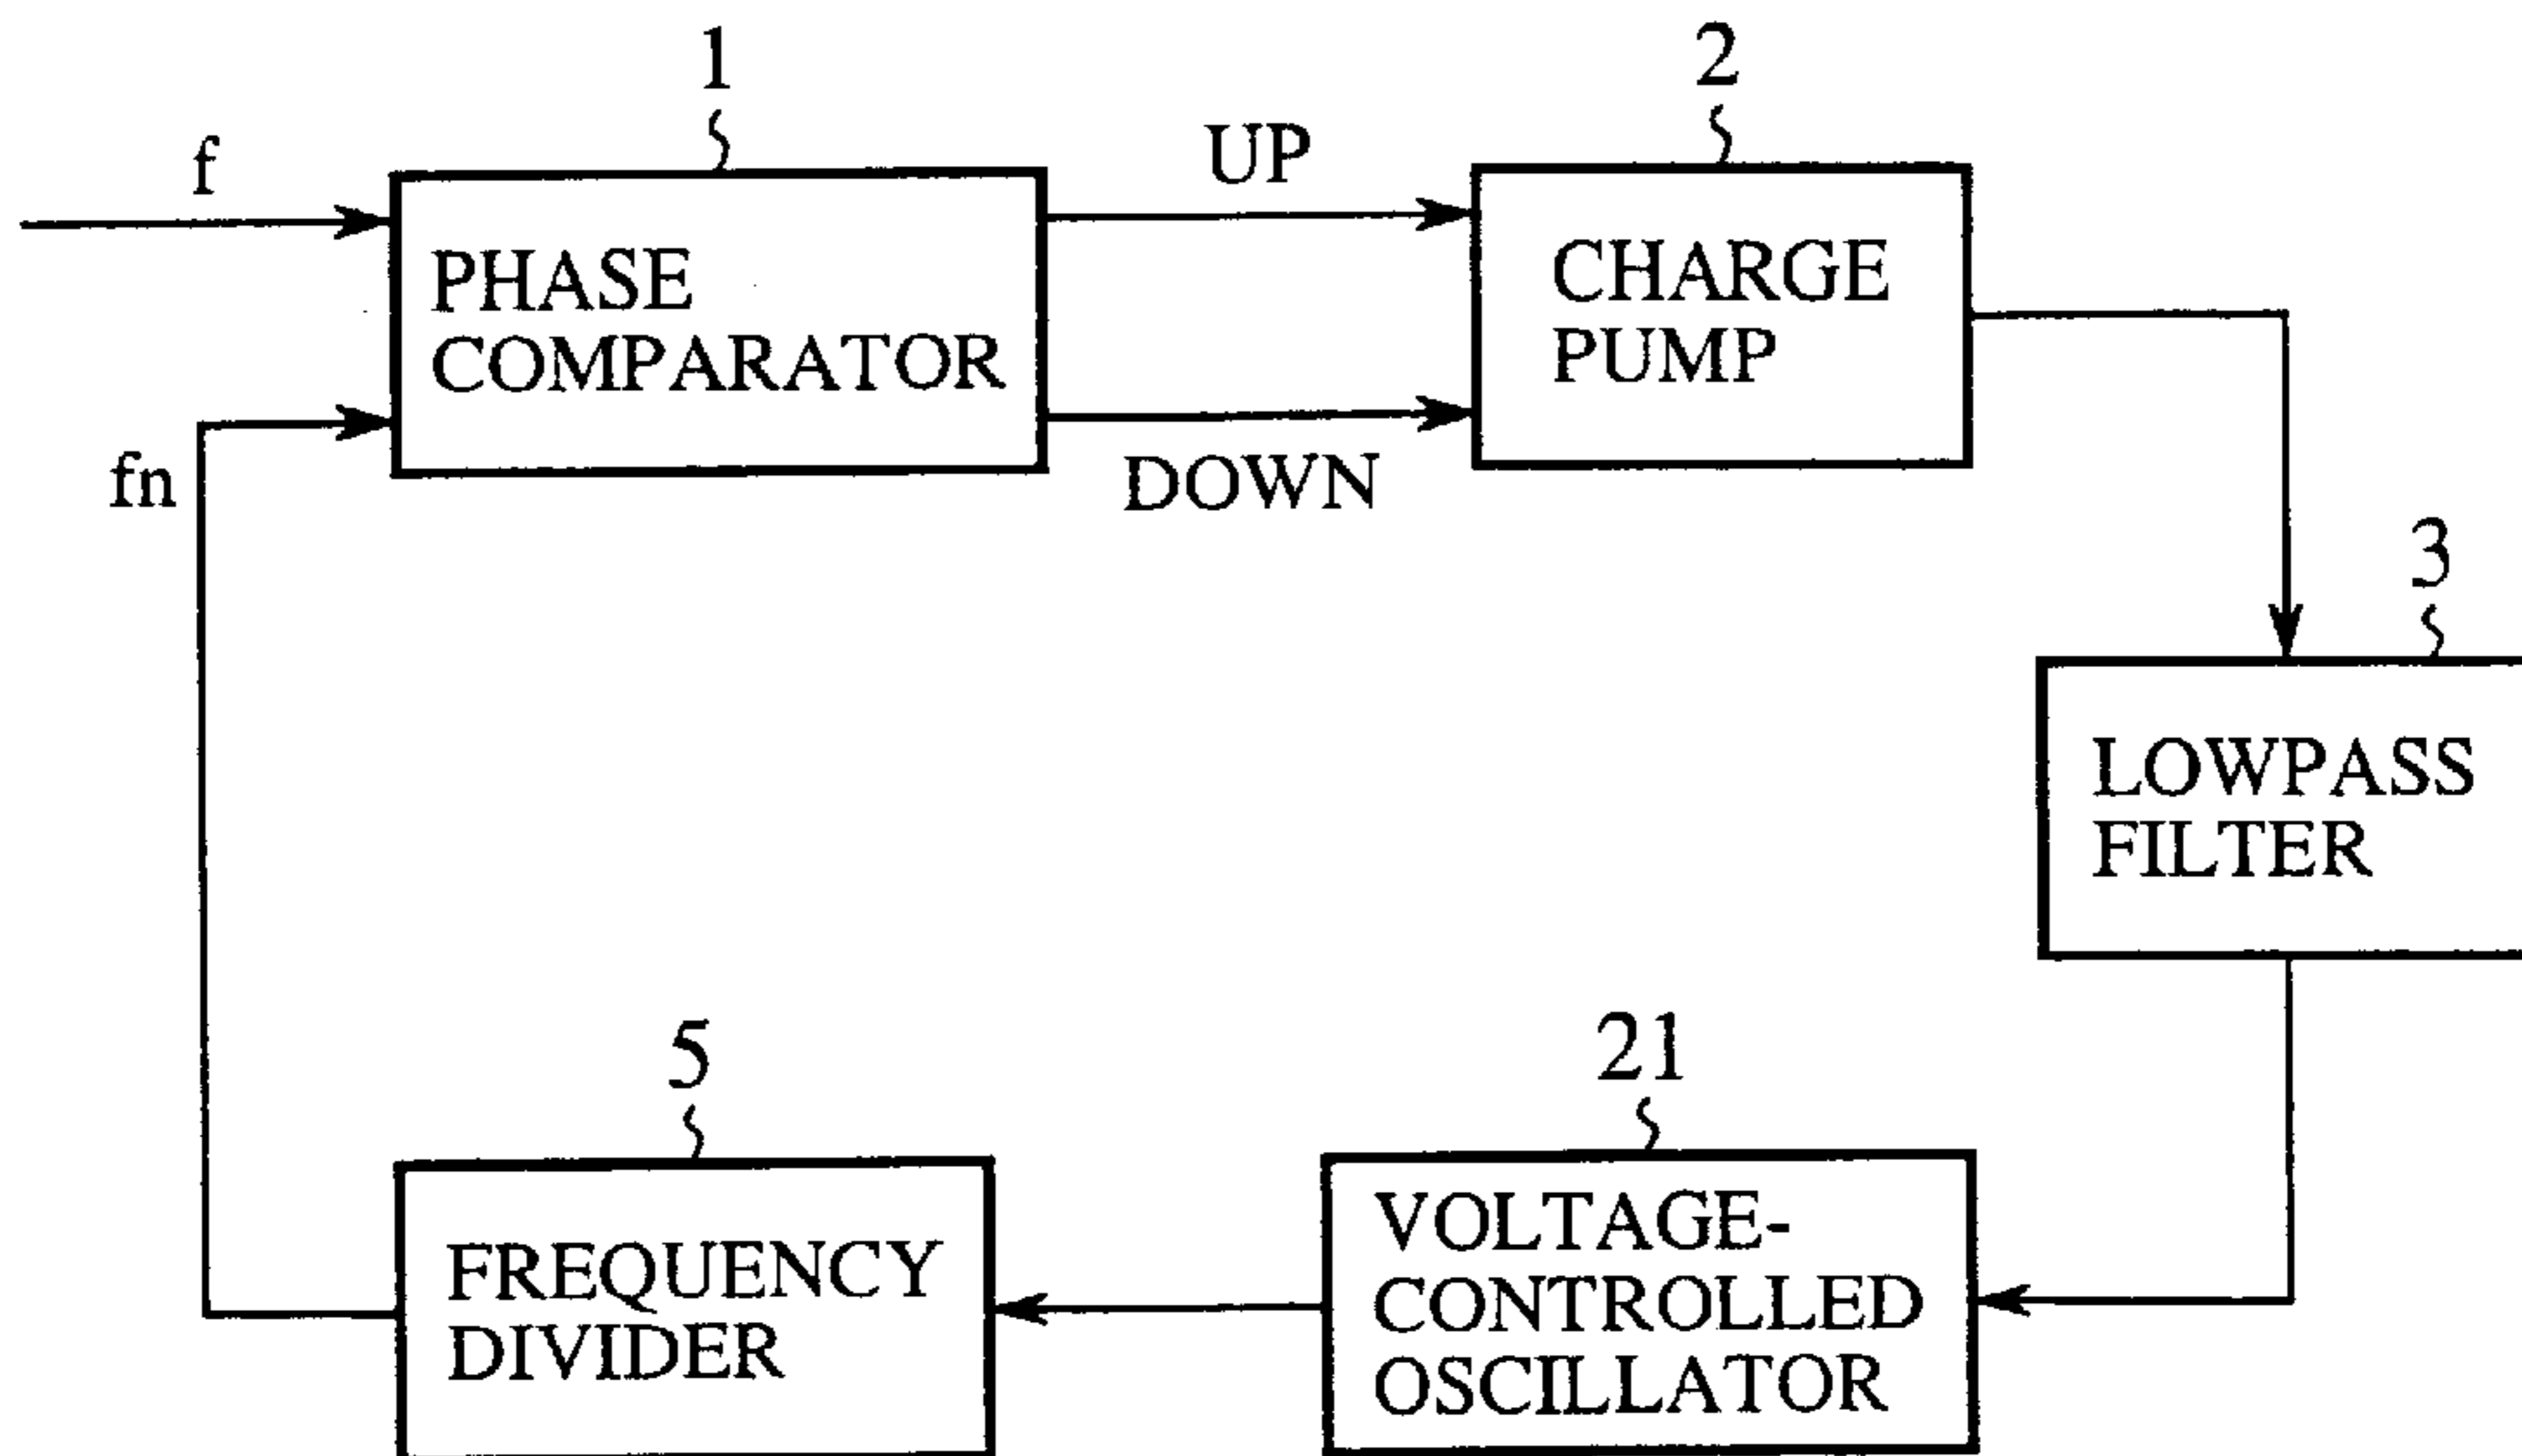 1
2
f
UP
PHASE
COMPARATOR
CHARGE
PUMP
fn
DOWN
3
LOWPASS
FILTER
5
21
FREQUENCY
DIVIDER
VOLTAGE-
CONTROLLED
OSCILLATOR